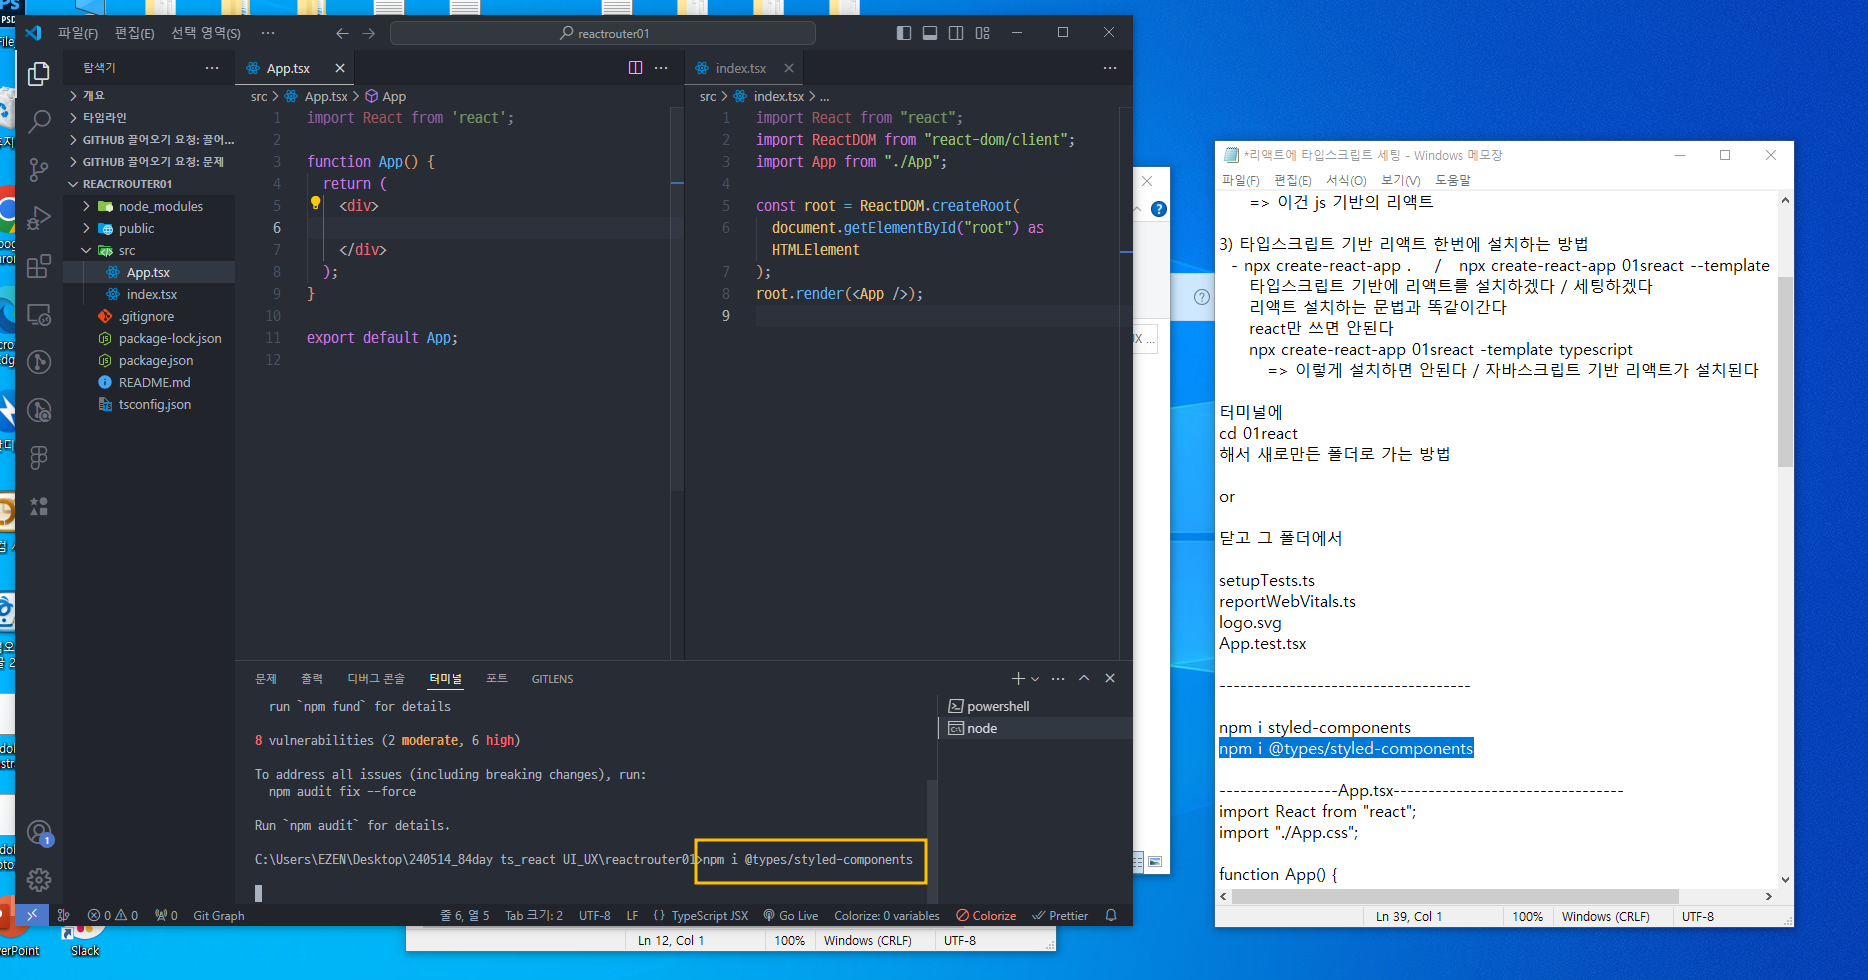 파일(F) 편집(E) 선택 영역(S) ··· reactrouter01
탐색기 ···
개요
타임라인
GITHUB 끌어오기 요청: 끌어...
GITHUB 끌어오기 요청: 문제
REACTROUTER01
node_modules
public
src
App.tsx
index.tsx
.gitignore
package-lock.json
package.json
README.md
tsconfig.json
App.tsx
src > App.tsx > App
1 import React from 'react';
2
3 function App() {
4 return (
5 <div>
6
7 </div>
8 );
9 }
10
11 export default App;
12
index.tsx
src > index.tsx > ...
1 import React from "react";
2 import ReactDOM from "react-dom/client";
3 import App from "./App";
4
5 const root = ReactDOM.createRoot(
6 document.getElementById("root") as
HTMLElement
7 );
8 root.render(<App />);
9
문제 출력 디버그 콘솔 터미널 포트 GITLENS
run `npm fund` for details
8 vulnerabilities (2 moderate, 6 high)
To address all issues (including breaking changes), run:
npm audit fix --force
Run `npm audit` for details.
C:\Users\EZEN\Desktop\240514_84day ts_react UI_UX\reactrouter01>npm i @types/styled-components
powershell
node
1
0 0 0 Git Graph 줄 6, 열 5 Tab 크기: 2 UTF-8 LF {} TypeScript JSX Go Live Colorize: 0 variables Colorize Prettier
Ln 12, Col 1 100% Windows (CRLF) UTF-8
Slack
*리액트에 타입스크립트 세팅 - Windows 메모장
파일(F) 편집(E) 서식(O) 보기(V) 도움말
=> 이건 js 기반의 리액트
3) 타입스크립트 기반 리액트 한번에 설치하는 방법
- npx create-react-app . / npx create-react-app 01sreact --template
타입스크립트 기반에 리액트를 설치하겠다 / 세팅하겠다
리액트 설치하는 문법과 똑같이간다
react만 쓰면 안된다
npx create-react-app 01sreact -template typescript
=> 이렇게 설치하면 안된다 / 자바스크립트 기반 리액트가 설치된다
터미널에
cd 01react
해서 새로만든 폴더로 가는 방법
or
닫고 그 폴더에서
setupTests.ts
reportWebVitals.ts
logo.svg
App.test.tsx
------------------------------------
npm i styled-components
npm i @types/styled-components
-----------------App.tsx---------------------------------
import React from "react";
import "./App.css";
function App() {
Ln 39, Col 1 100% Windows (CRLF) UTF-8